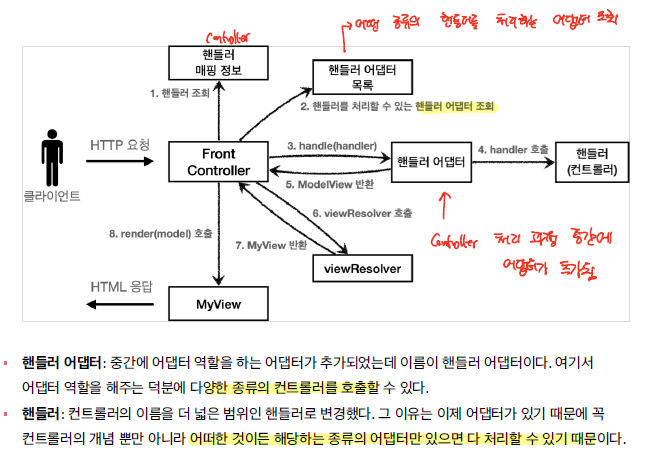 Controller
→ 어떤 종류의 핸들러를 처리하는 어댑터 조회
핸들러
매핑 정보
핸들러 어댑터
목록
1. 핸들러 조회
2. 핸들러를 처리할 수 있는 핸들러 어댑터 조회
HTTP 요청
Front
Controller
3. handle(handler)
핸들러 어댑터
4. handler 호출
핸들러
(컨트롤러)
클라이언트
5. ModelView 반환
6. viewResolver 호출
Controller 처리 과정 중간에
어댑터가 추가됨
8. render(model) 호출
7. MyView 반환
viewResolver
HTML 응답
MyView
핸들러 어댑터: 중간에 어댑터 역할을 하는 어댑터가 추가되었는데 이름이 핸들러 어댑터이다. 여기서
어댑터 역할을 해주는 덕분에 다양한 종류의 컨트롤러를 호출할 수 있다.
핸들러: 컨트롤러의 이름을 더 넓은 범위인 핸들러로 변경했다. 그 이유는 이제 어댑터가 있기 때문에 꼭
컨트롤러의 개념 뿐만 아니라 어떠한 것이든 해당하는 종류의 어댑터만 있으면 다 처리할 수 있기 때문이다.